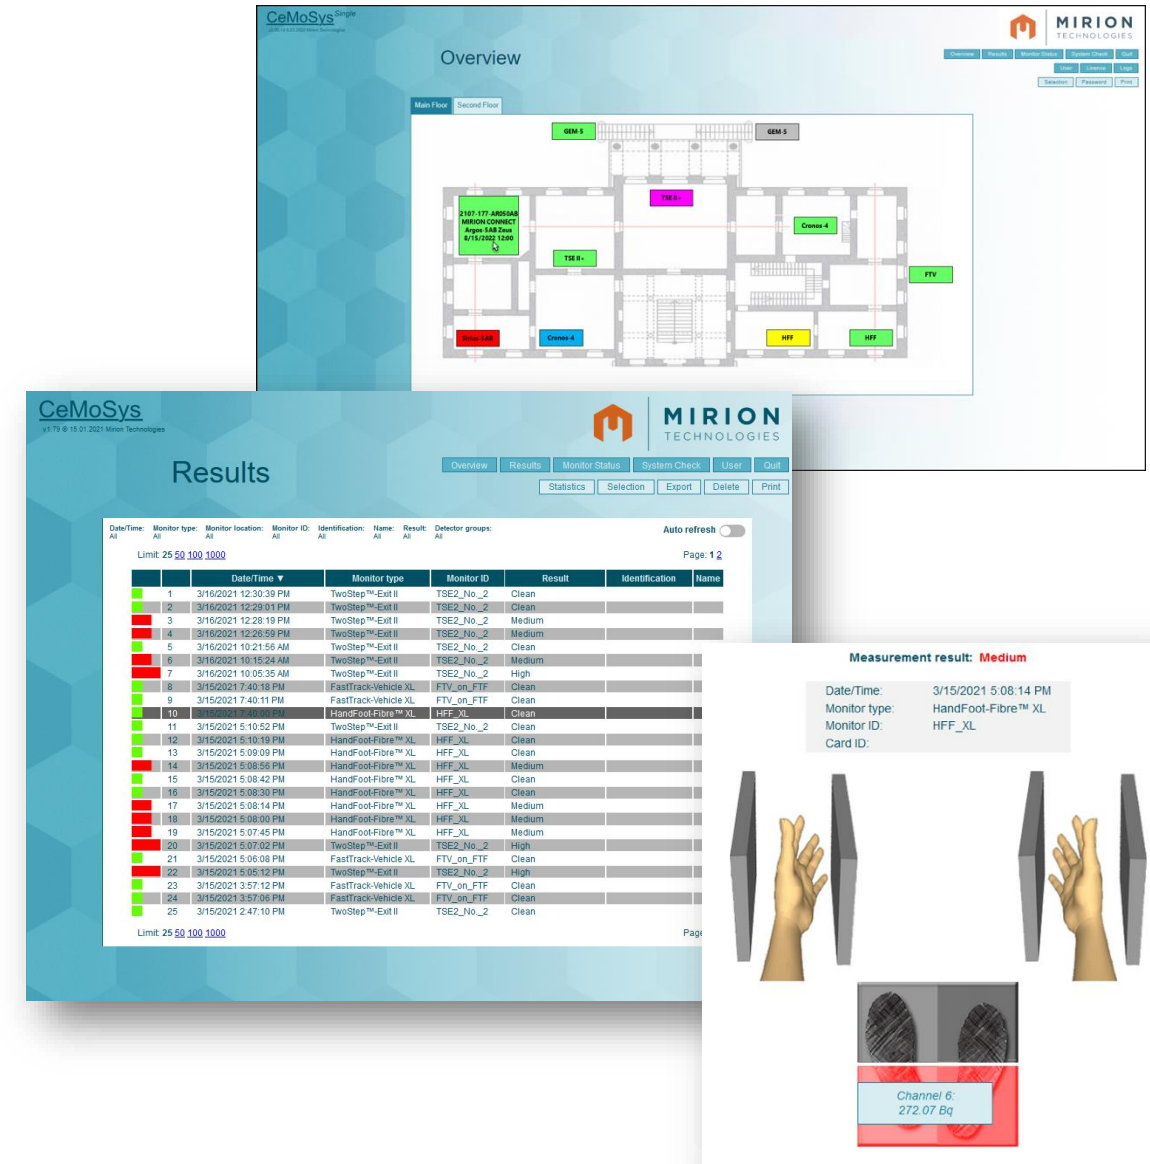 CeMoSys Single
MIRION
TECHNOLOGIES
Overview
Overview Results Monitor Status System Check Quit
User License Logs
Selection Password Print
Main Floor Second Floor
GEM-5 GEM-5
TSE II+
2107-177-AR050AB
MIRION CONNECT
Argos-5AB Zeus
8/15/2022 12:00
Cronos-4
TSE II+
FTV
Cronos-4 HFF HFF
CeMoSys
v1.79 @ 15.01.2021 Mirion Technologies
MIRION
TECHNOLOGIES
Results
Overview Results Monitor Status System Check User Quit
Statistics Selection Export Delete Print
Date/Time: Monitor type: Monitor location: Monitor ID: Identification: Name: Result: Detector groups:
All All All All All All All All
Auto refresh
Limit: 25 50 100 1000 Page: 1 2
Date/Time ▼ Monitor type Monitor ID Result Identification Name
1 3/16/2021 12:30:39 PM TwoStep™-Exit II TSE2_No._2 Clean
2 3/16/2021 12:29:01 PM TwoStep™-Exit II TSE2_No._2 Clean
3 3/16/2021 12:28:19 PM TwoStep™-Exit II TSE2_No._2 Medium
4 3/16/2021 12:26:59 PM TwoStep™-Exit II TSE2_No._2 Medium
5 3/16/2021 10:21:56 AM TwoStep™-Exit II TSE2_No._2 Clean
6 3/16/2021 10:15:24 AM TwoStep™-Exit II TSE2_No._2 Medium
7 3/16/2021 10:05:35 AM TwoStep™-Exit II TSE2_No._2 High
8 3/15/2021 7:40:18 PM FastTrack-Vehicle XL FTV_on_FTF Clean
9 3/15/2021 7:40:11 PM FastTrack-Vehicle XL FTV_on_FTF Clean
10 3/15/2021 7:40:00 PM HandFoot-Fibre™ XL HFF_XL Clean
11 3/15/2021 5:10:52 PM TwoStep™-Exit II TSE2_No._2 Clean
12 3/15/2021 5:10:19 PM HandFoot-Fibre™ XL HFF_XL Clean
13 3/15/2021 5:09:09 PM HandFoot-Fibre™ XL HFF_XL Clean
14 3/15/2021 5:08:56 PM HandFoot-Fibre™ XL HFF_XL Medium
15 3/15/2021 5:08:42 PM HandFoot-Fibre™ XL HFF_XL Clean
16 3/15/2021 5:08:30 PM HandFoot-Fibre™ XL HFF_XL Clean
17 3/15/2021 5:08:14 PM HandFoot-Fibre™ XL HFF_XL Medium
18 3/15/2021 5:08:00 PM HandFoot-Fibre™ XL HFF_XL Medium
19 3/15/2021 5:07:45 PM HandFoot-Fibre™ XL HFF_XL Medium
20 3/15/2021 5:07:02 PM TwoStep™-Exit II TSE2_No._2 High
21 3/15/2021 5:06:08 PM FastTrack-Vehicle XL FTV_on_FTF Clean
22 3/15/2021 5:05:12 PM TwoStep™-Exit II TSE2_No._2 High
23 3/15/2021 3:57:12 PM FastTrack-Vehicle XL FTV_on_FTF Clean
24 3/15/2021 3:57:06 PM FastTrack-Vehicle XL FTV_on_FTF Clean
25 3/15/2021 2:47:10 PM TwoStep™-Exit II TSE2_No._2 Clean
Limit: 25 50 100 1000 Page
Measurement result: Medium
Date/Time: 3/15/2021 5:08:14 PM
Monitor type: HandFoot-Fibre™ XL
Monitor ID: HFF_XL
Card ID:
Channel 6:
272.07 Bq